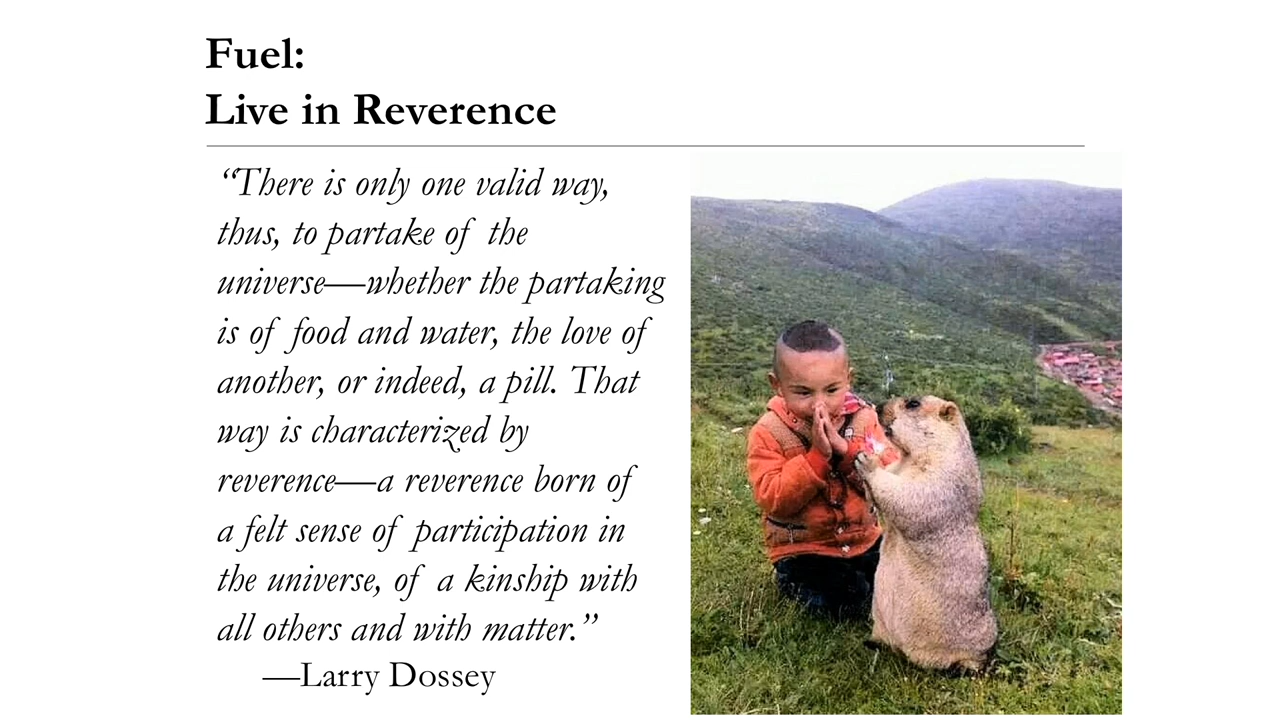 Fuel:
Live in Reverence
“There is only one valid way,
thus, to partake of the
universe—whether the partaking
is of food and water, the love of
another, or indeed, a pill. That
way is characterized by
reverence—a reverence born of
a felt sense of participation in
the universe, of a kinship with
all others and with matter.”
—Larry Dossey